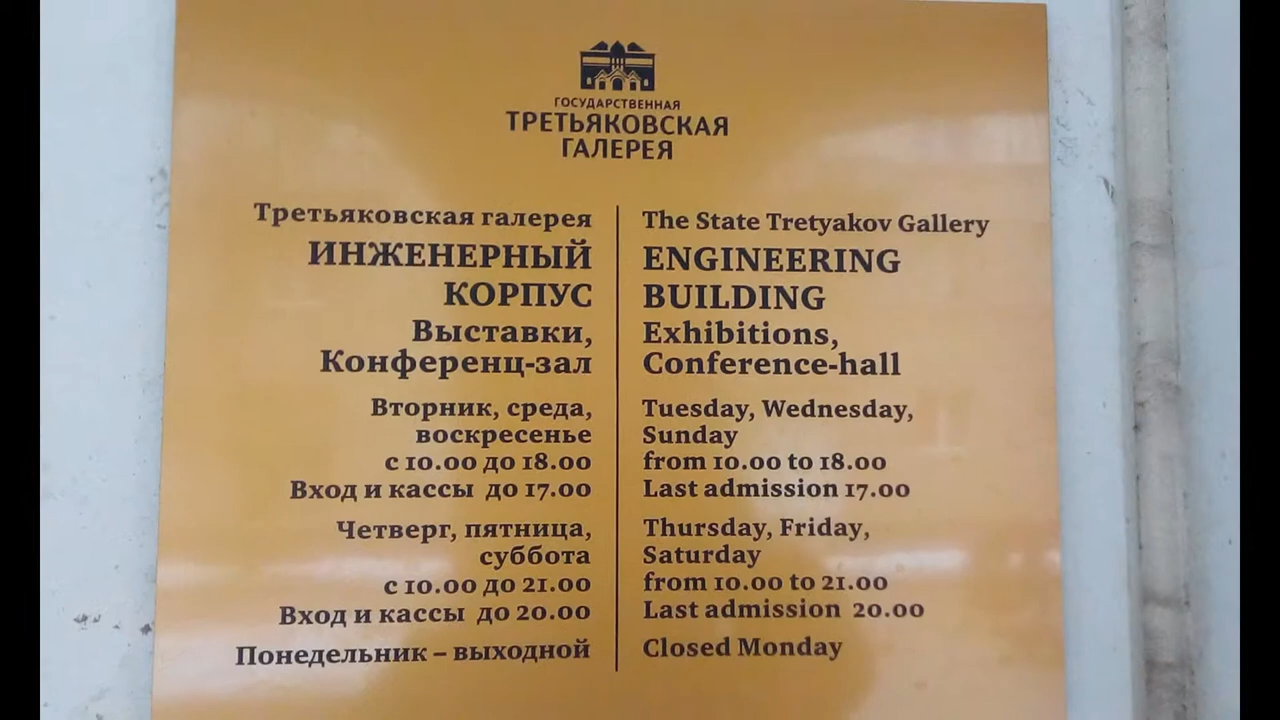 ГОСУДАРСТВЕННАЯ
ТРЕТЬЯКОВСКАЯ
ГАЛЕРЕЯ
Третьяковская галерея
ИНЖЕНЕРНЫЙ
КОРПУС
Выставки,
Конференц-зал
Вторник, среда,
воскресенье
с 10.00 до 18.00
Вход и кассы до 17.00
Четверг, пятница,
суббота
с 10.00 до 21.00
Вход и кассы до 20.00
Понедельник – выходной
The State Tretyakov Gallery
ENGINEERING
BUILDING
Exhibitions,
Conference-hall
Tuesday, Wednesday,
Sunday
from 10.00 to 18.00
Last admission 17.00
Thursday, Friday,
Saturday
from 10.00 to 21.00
Last admission 20.00
Closed Monday